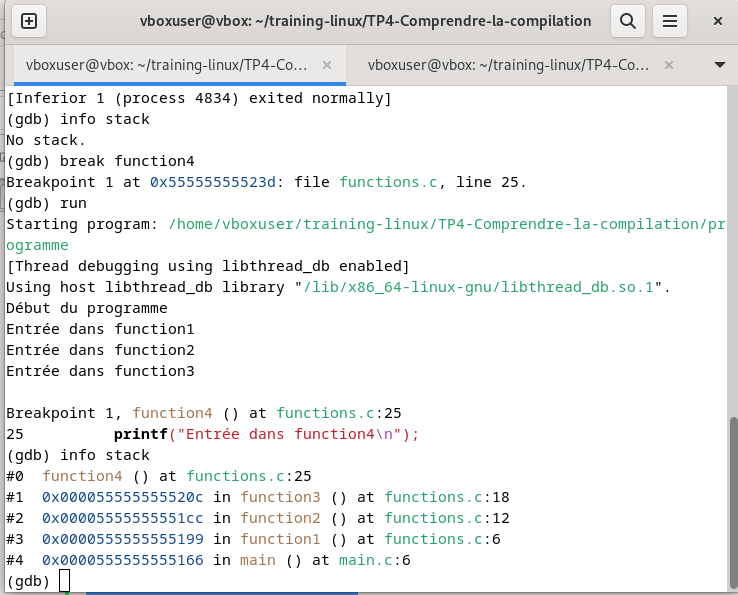 vboxuser@vbox: ~/training-linux/TP4-Comprendre-la-compilation
vboxuser@vbox: ~/training-linux/TP4-Co...
vboxuser@vbox: ~/training-linux/TP4-Co...
[Inferior 1 (process 4834) exited normally]
(gdb) info stack
No stack.
(gdb) break function4
Breakpoint 1 at 0x55555555523d: file functions.c, line 25.
(gdb) run
Starting program: /home/vboxuser/training-linux/TP4-Comprendre-la-compilation/pr
ogramme
[Thread debugging using libthread_db enabled]
Using host libthread_db library "/lib/x86_64-linux-gnu/libthread_db.so.1".
Début du programme
Entrée dans function1
Entrée dans function2
Entrée dans function3
Breakpoint 1, function4 () at functions.c:25
25          printf("Entrée dans function4\n");
(gdb) info stack
#0  function4 () at functions.c:25
#1  0x000055555555520c in function3 () at functions.c:18
#2  0x00005555555551cc in function2 () at functions.c:12
#3  0x0000555555555199 in function1 () at functions.c:6
#4  0x0000555555555166 in main () at main.c:6
(gdb)